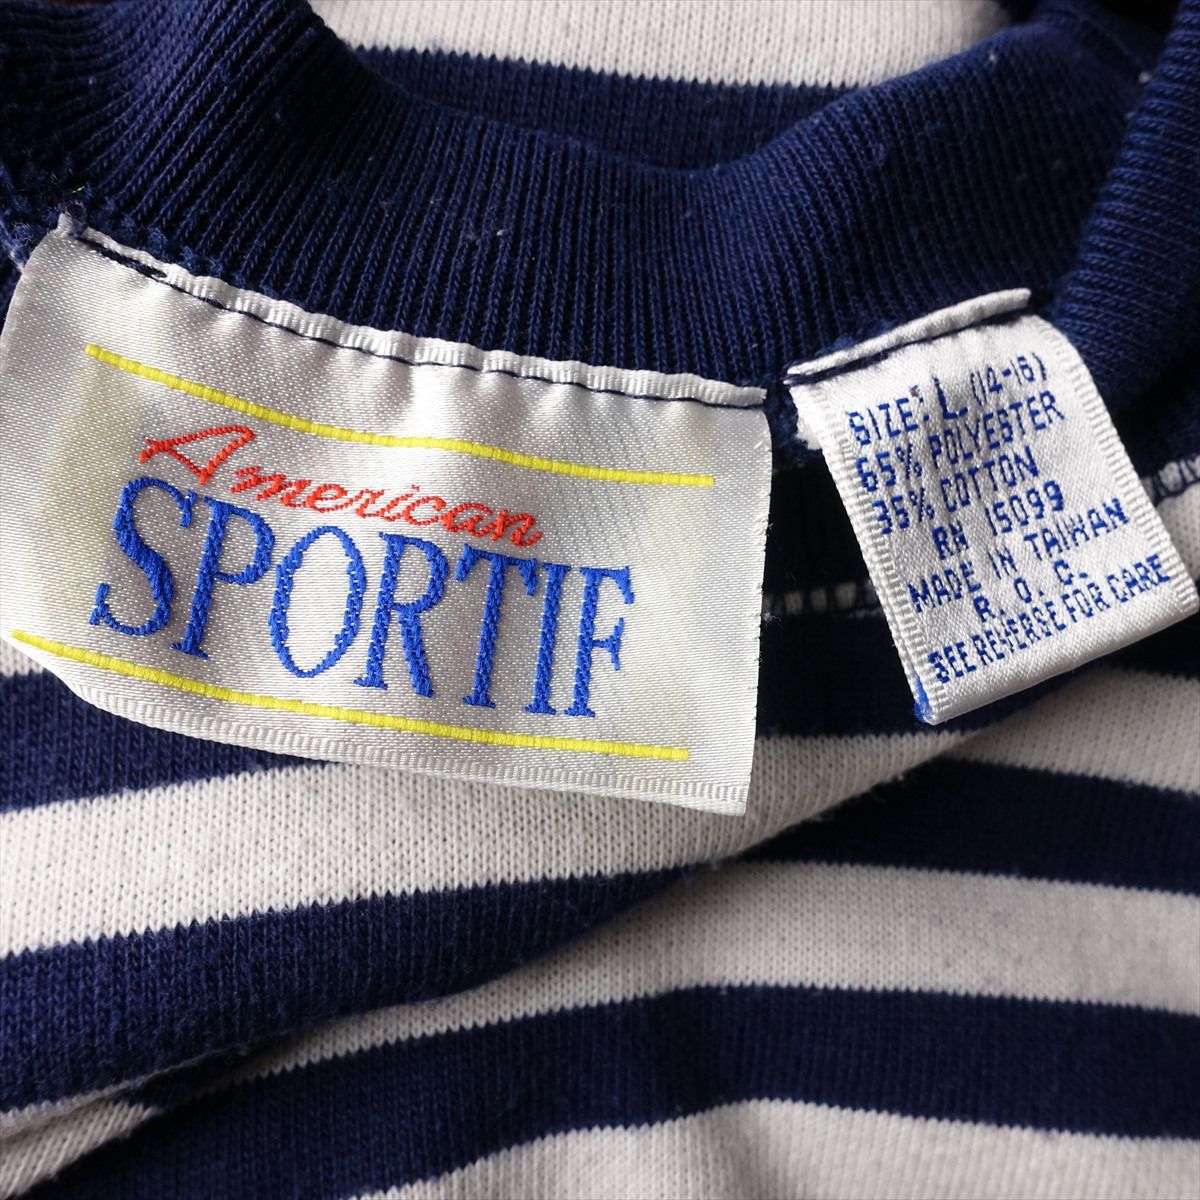 American
SPORTIF
SIZE: L (14-16)
65% POLYESTER
35% COTTON
RN 15099
MADE IN TAIWAN
R. O. C.
SEE REVERSE FOR CARE